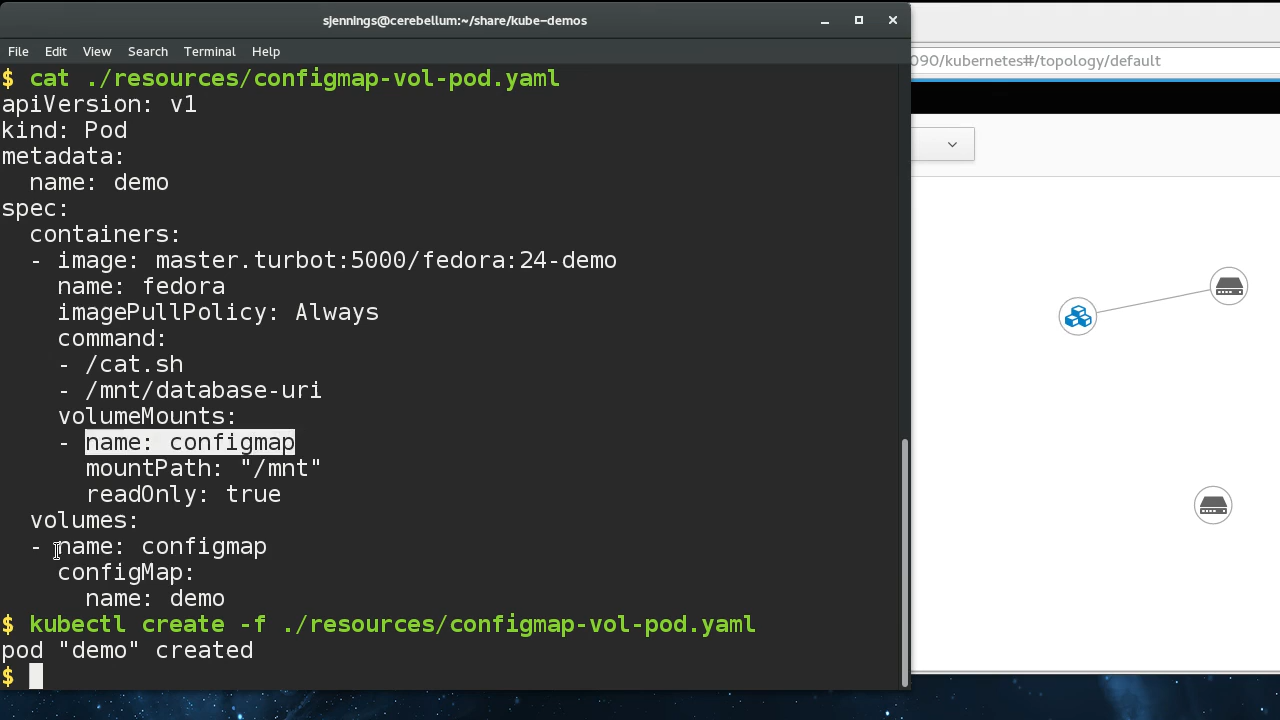 sjennings@cerebellum:~/share/kube-demos
File Edit View Search Terminal Help
090/kubernetes#/topology/default
$ cat ./resources/configmap-vol-pod.yaml
apiVersion: v1
kind: Pod
metadata:
  name: demo
spec:
  containers:
  - image: master.turbot:5000/fedora:24-demo
    name: fedora
    imagePullPolicy: Always
    command:
    - /cat.sh
    - /mnt/database-uri
    volumeMounts:
    - name: configmap
      mountPath: "/mnt"
      readOnly: true
  volumes:
  - name: configmap
    configMap:
      name: demo
$ kubectl create -f ./resources/configmap-vol-pod.yaml
pod "demo" created
$